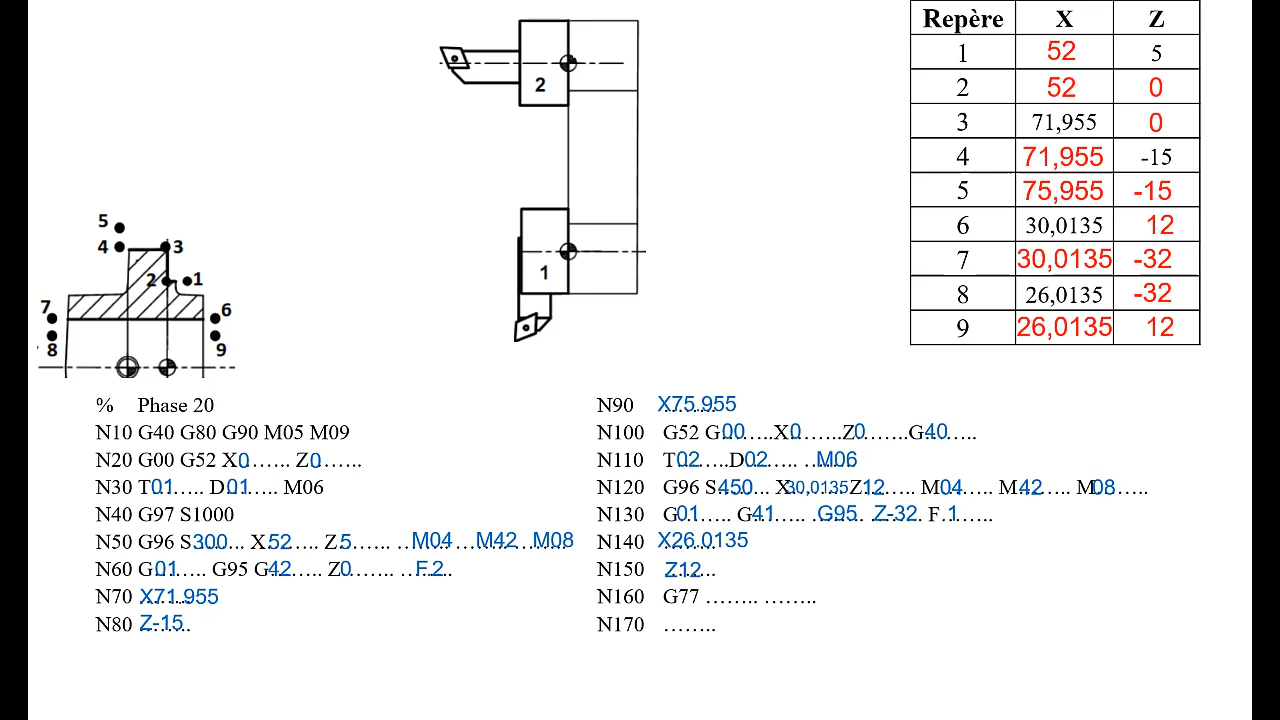 Repère X Z
1 52 5
2 52 0
3 71,955 0
4 71,955 -15
5 75,955 -15
6 30,0135 12
7 30,0135 -32
8 26,0135 -32
9 26,0135 12
2
1
5
4 3
2 1
7 6
8 9
% Phase 20
N10 G40 G80 G90 M05 M09
N20 G00 G52 X0....... Z0......
N30 T01...... D01...... M06
N40 G97 S1000
N50 G96 S300...... X52...... Z5...... M04 M42 M08
N60 G01...... G95 G42...... Z0....... F.2..
N70 X71.955
N80 Z-15.
N90 X75.955
N100 G52 G00......X0.......Z0.......G40.....
N110 T02......D02...... M06
N120 G96 S450... X30,0135 Z12...... M04...... M42...... M08.....
N130 G01...... G41...... G95 Z-32 F.1......
N140 X26.0135
N150 Z12...
N160 G77 ........ ........
N170 ........